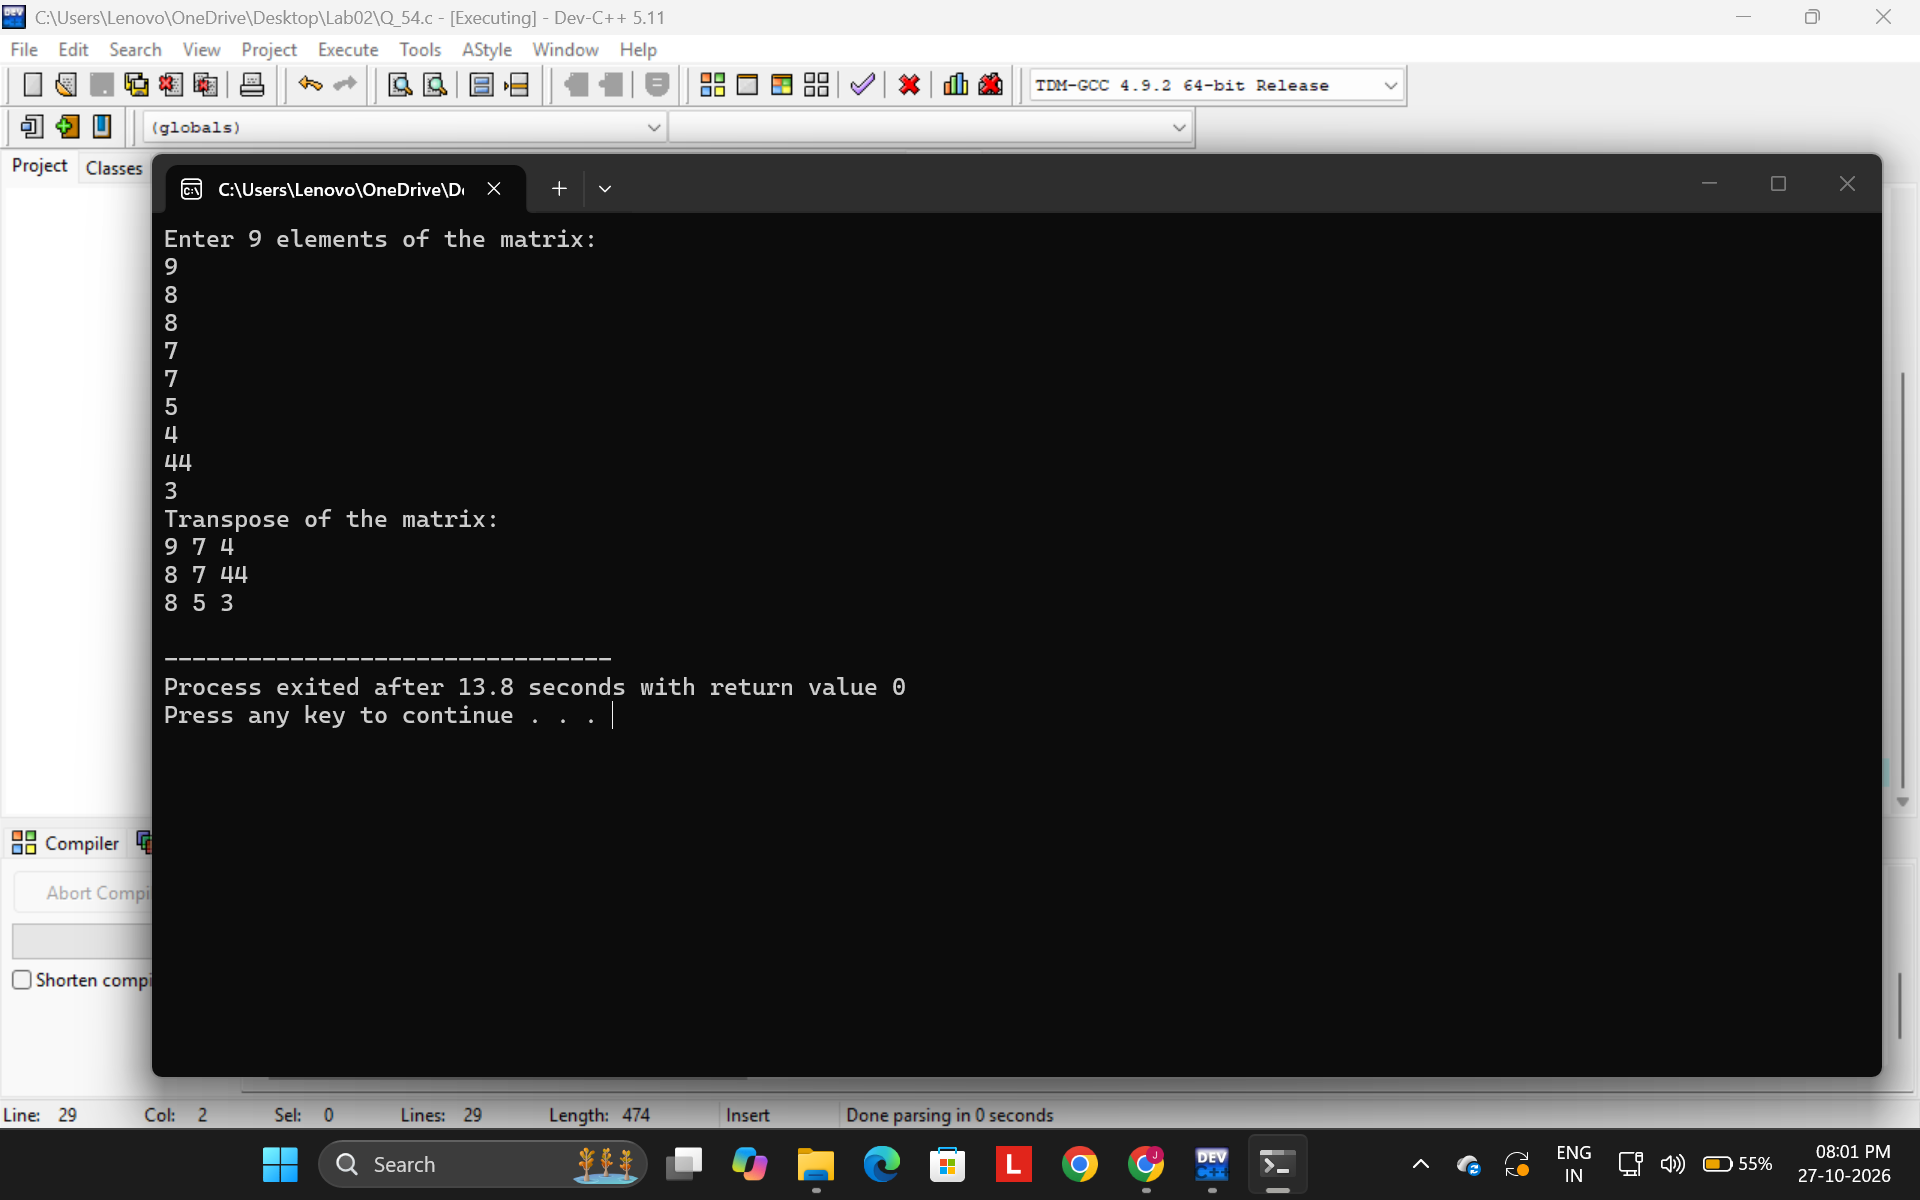 C:\Users\Lenovo\OneDrive\Desktop\Lab02\Q_54.c - [Executing] - Dev-C++ 5.11
File Edit Search View Project Execute Tools AStyle Window Help
TDM-GCC 4.9.2 64-bit Release
(globals)
Project Classes
C:\Users\Lenovo\OneDrive\De
Enter 9 elements of the matrix:
9
8
8
7
7
5
4
44
3
Transpose of the matrix:
9 7 4
8 7 44
8 5 3
--------------------------------
Process exited after 13.8 seconds with return value 0
Press any key to continue . . .
Compiler
Abort Compi
Shorten compi
Line: 29 Col: 2 Sel: 0 Lines: 29 Length: 474 Insert Done parsing in 0 seconds
Search
L
J
DEV
C++
ENG
IN
55%
08:01 PM
27-10-2026